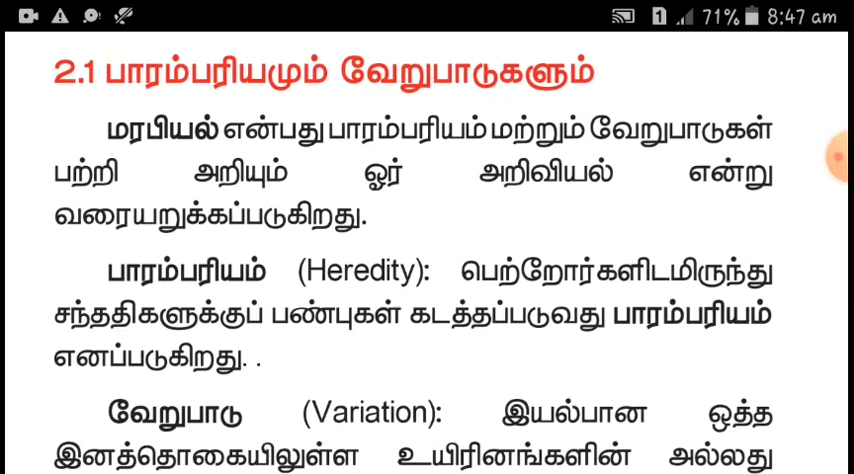 71% 8:47 am
2.1 பாரம்பரியமும் வேறுபாடுகளும்
மரபியல் என்பது பாரம்பரியம் மற்றும் வேறுபாடுகள்
பற்றி அறியும் ஓர் அறிவியல் என்று
வரையறுக்கப்படுகிறது.
பாரம்பரியம் (Heredity): பெற்றோர்களிடமிருந்து
சந்ததிகளுக்குப் பண்புகள் கடத்தப்படுவது பாரம்பரியம்
எனப்படுகிறது. .
வேறுபாடு (Variation): இயல்பான ஒத்த
இனத்தொகையிலுள்ள உயிரினங்களின் அல்லது